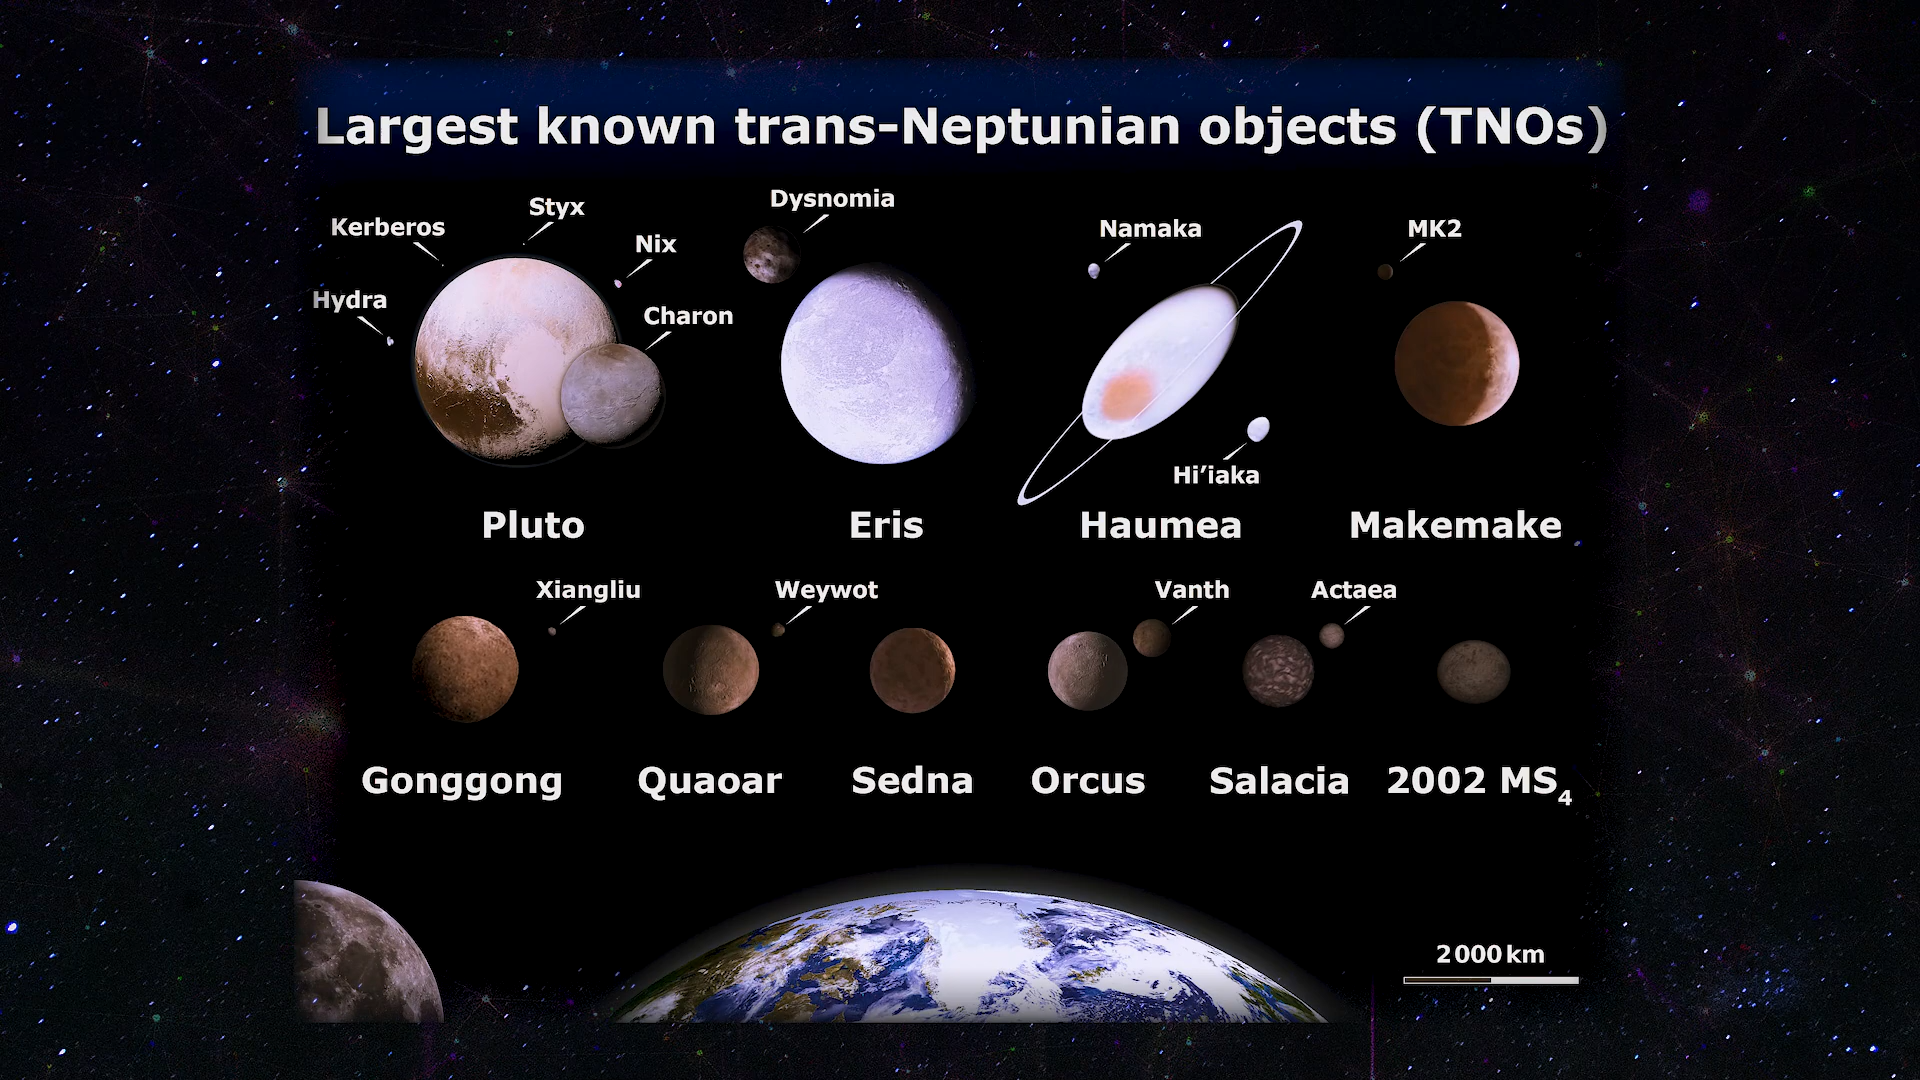 Largest known trans-Neptunian objects (TNOs)
Kerberos
Styx
Nix
Hydra
Charon
Dysnomia
Namaka
Hi’iaka
MK2
Pluto
Eris
Haumea
Makemake
Xiangliu
Weywot
Vanth
Actaea
Gonggong
Quaoar
Sedna
Orcus
Salacia
2002 MS4
2000 km